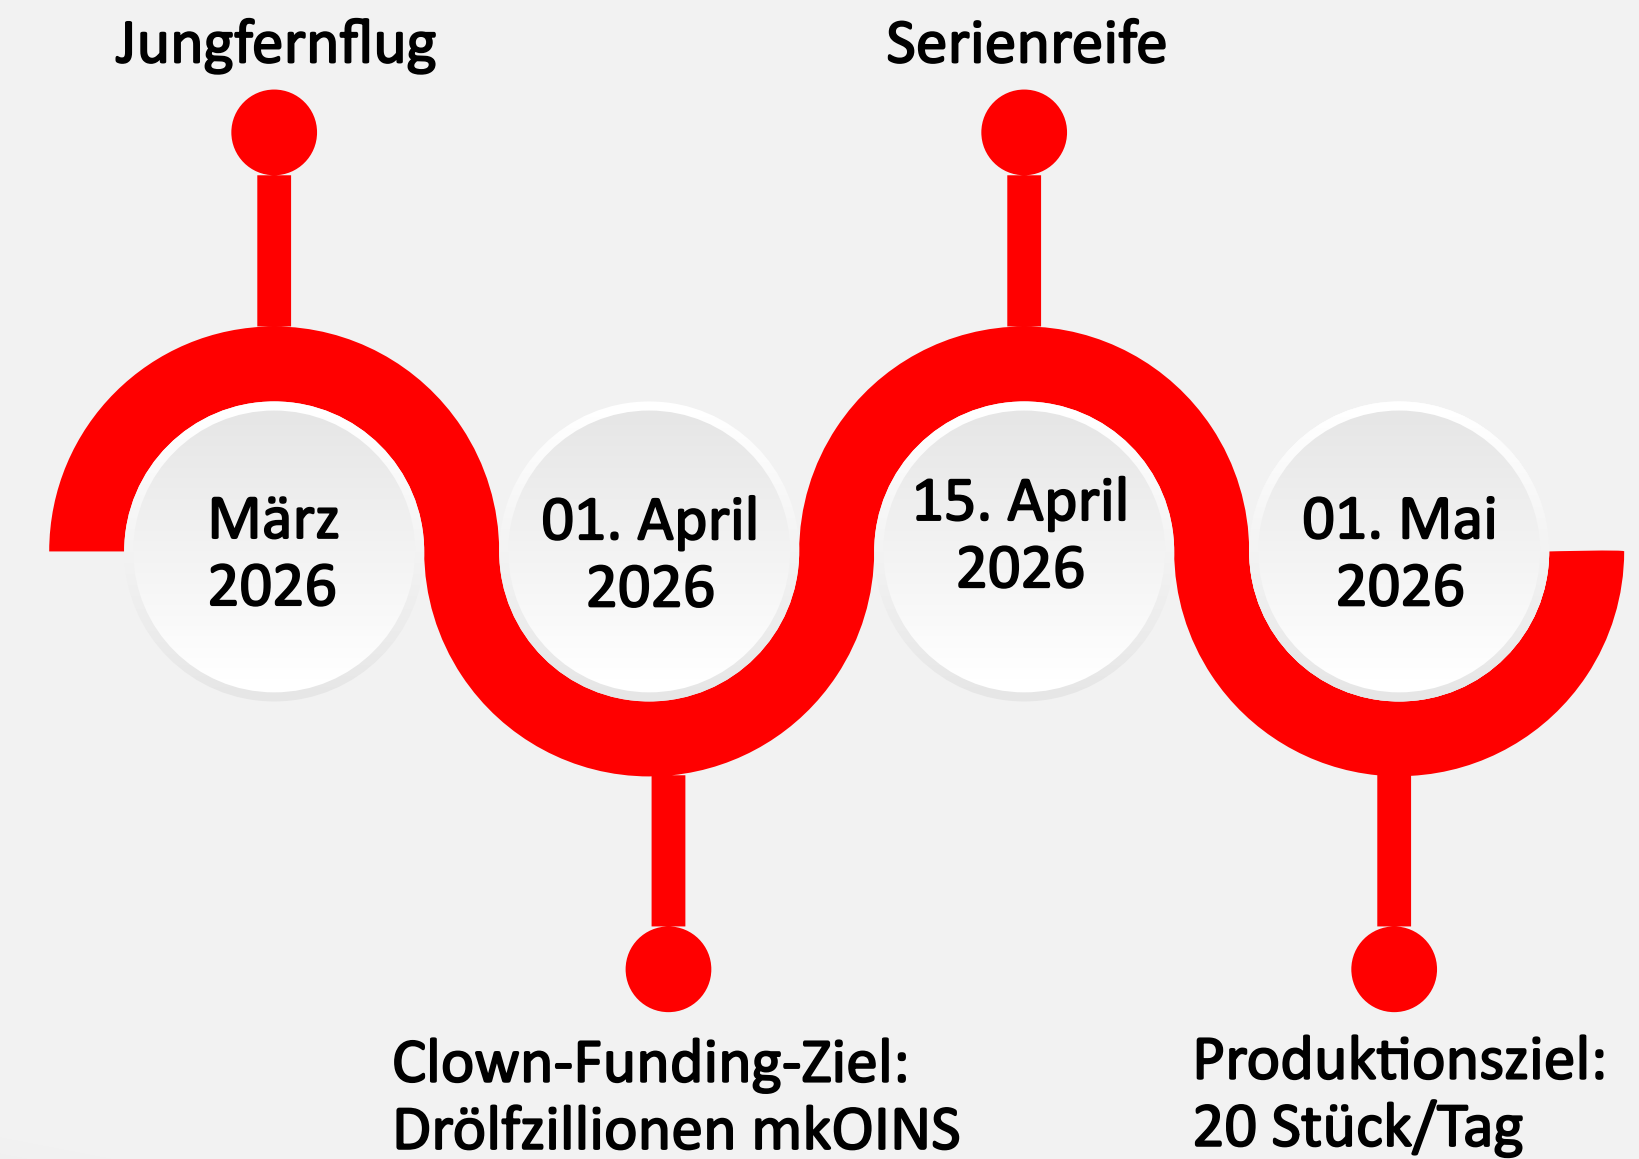 Jungfernflug
Serienreife
März
2026
01. April
2026
15. April
2026
01. Mai
2026
Clown-Funding-Ziel:
Drölfzillionen mkOINS
Produktionsziel:
20 Stück/Tag